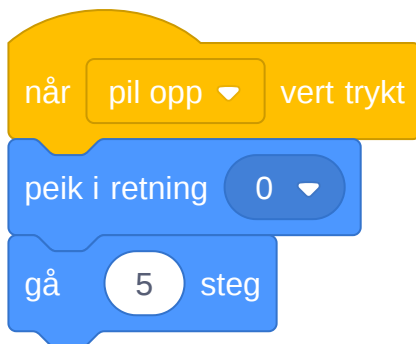 når pil opp vert trykt
peik i retning 0
gå 5 steg